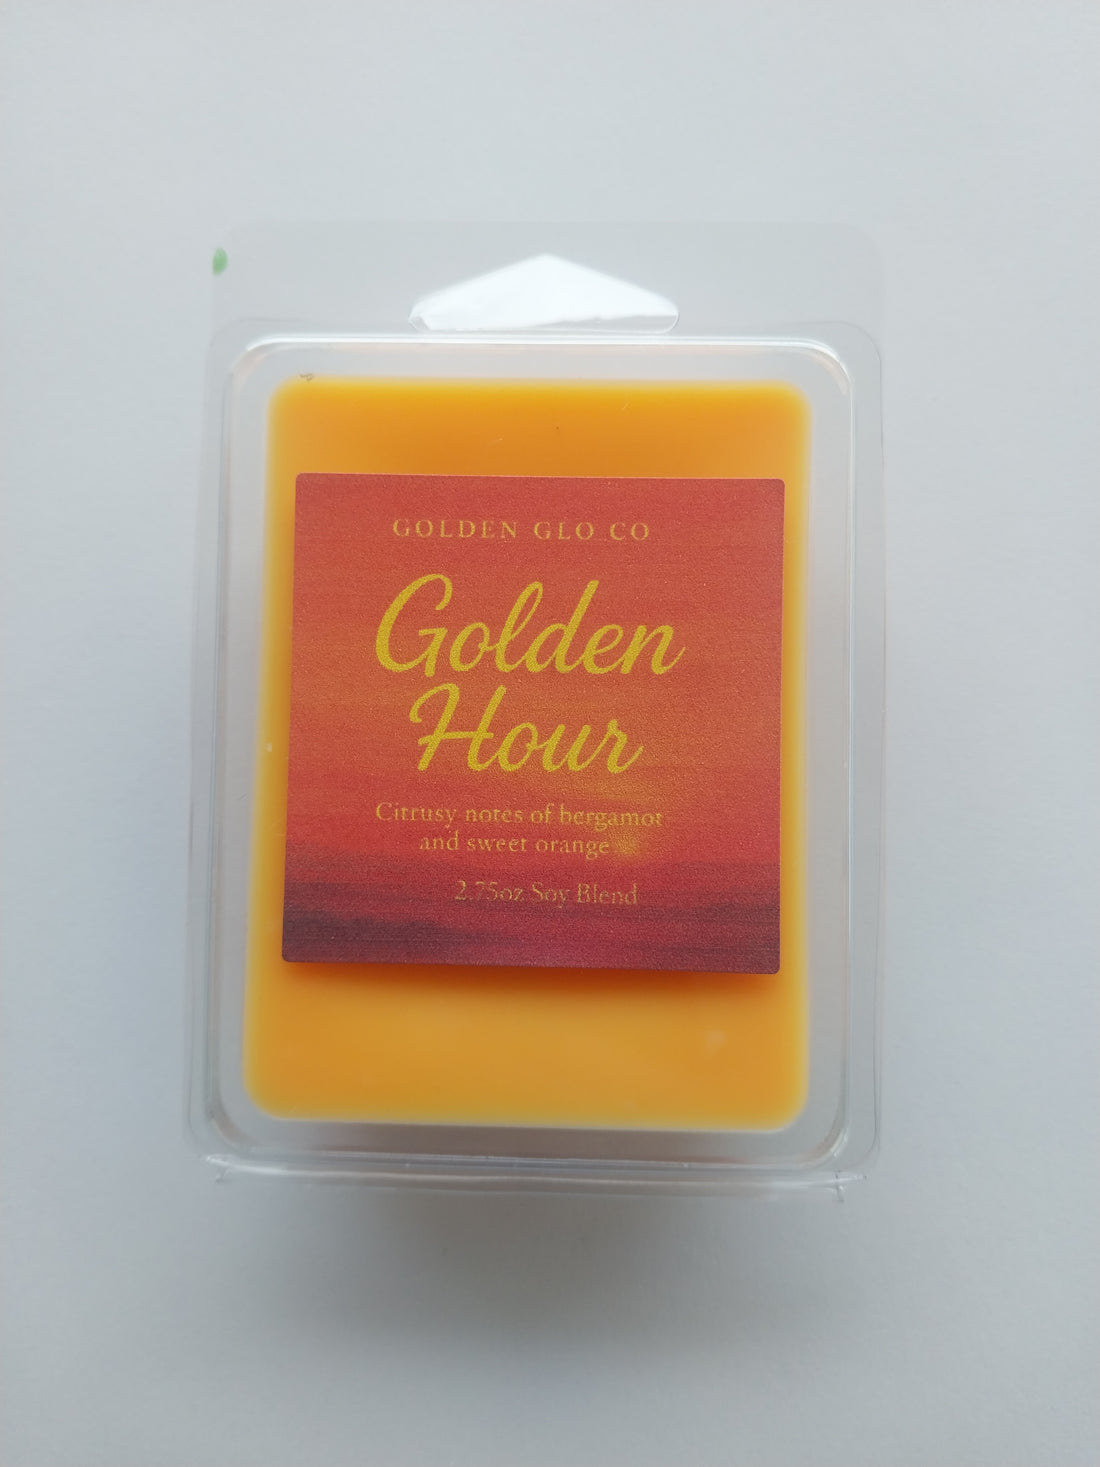 GOLDEN GLO CO
Golden
Hour
Citrusy notes of bergamot
and sweet orange
2.75oz Soy Blend